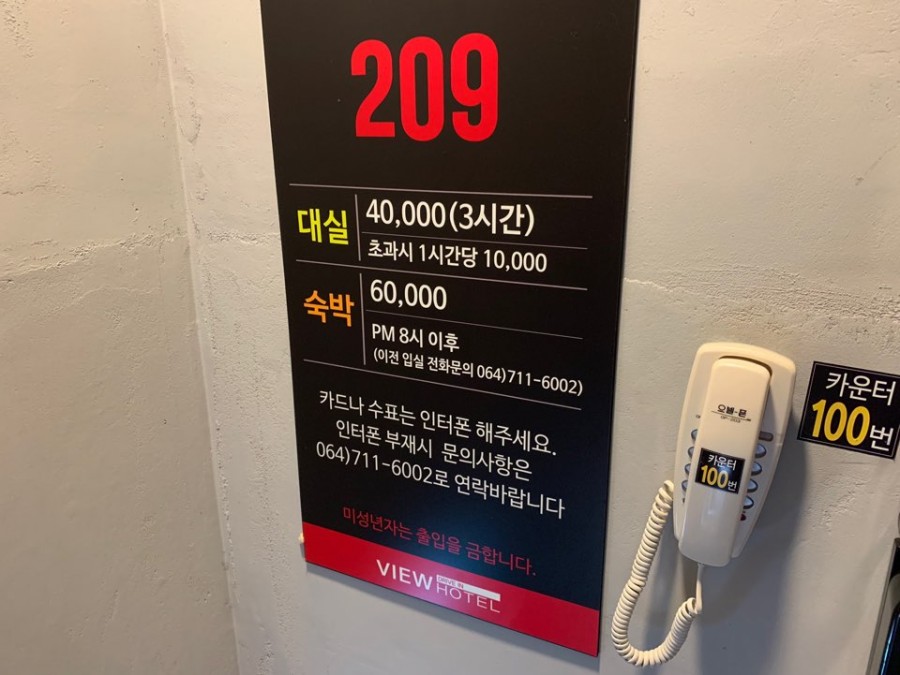 209
대실
40,000(3시간)
초과시 1시간당 10,000
숙박
60,000
PM 8시 이후
(이전 입실 전화문의 064)711-6002)
카드나 수표는 인터폰 해주세요.
인터폰 부재시 문의사항은
064)711-6002로 연락바랍니다
미성년자는 출입을 금합니다.
VIEW DRIVE IN HOTEL
오벨-폰
카운터
100번
카운터
100번